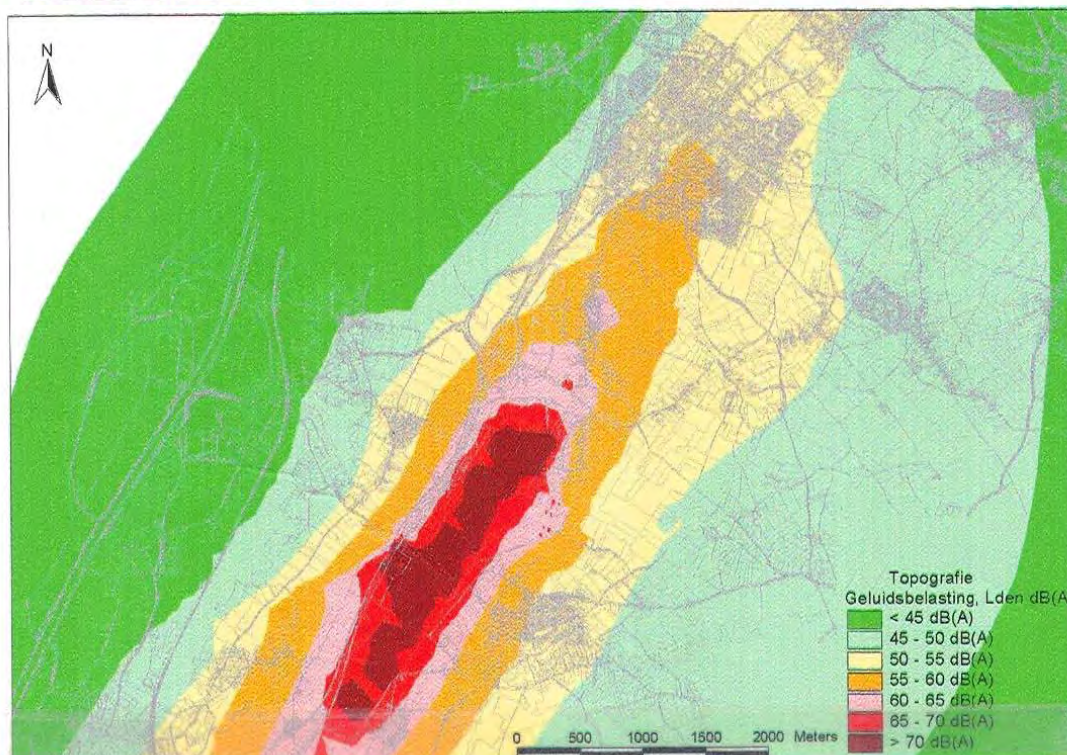 N
Topografie
Geluidsbelasting, Lden dB(A)
< 45 dB(A)
45 - 50 dB(A)
50 - 55 dB(A)
55 - 60 dB(A)
60 - 65 dB(A)
65 - 70 dB(A)
> 70 dB(A)
0 500 1000 1500 2000 Meters